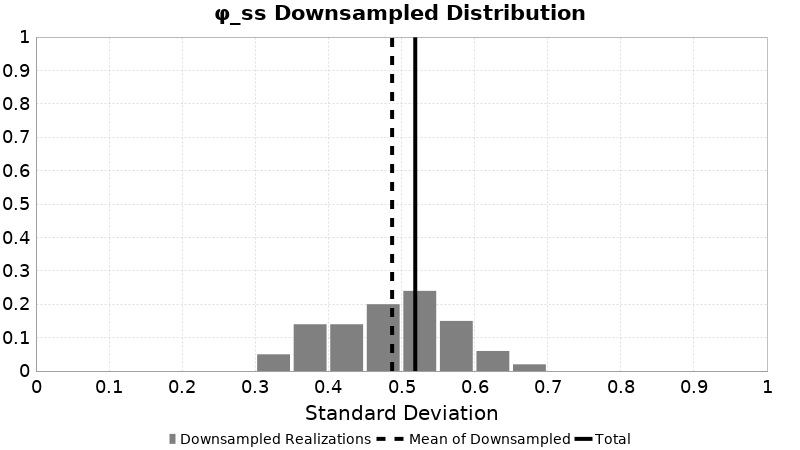 φ_ss Downsampled Distribution
1
0.9
0.8
0.7
0.6
0.5
0.4
0.3
0.2
0.1
0
0 0.1 0.2 0.3 0.4 0.5 0.6 0.7 0.8 0.9 1
Standard Deviation
Downsampled Realizations Mean of Downsampled Total